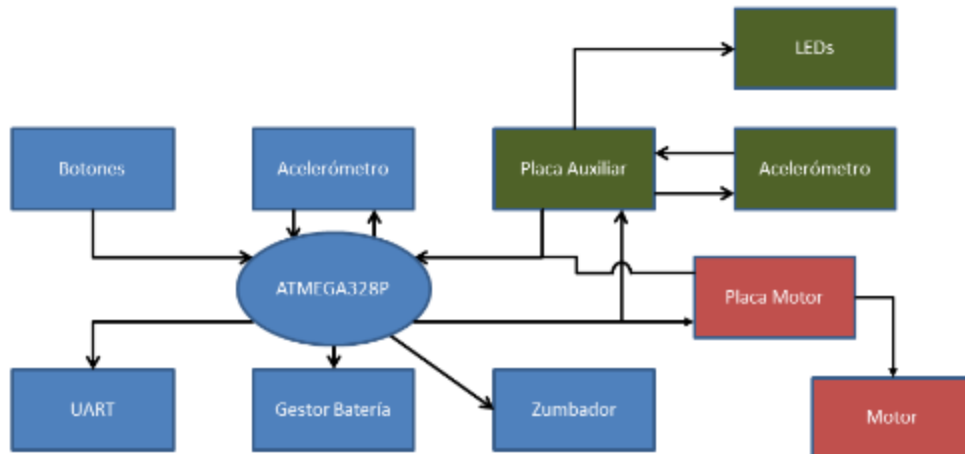 LEDs
Botones
Acelerómetro
Placa Auxiliar
Acelerómetro
ATMEGA328P
Placa Motor
UART
Gestor Batería
Zumbador
Motor